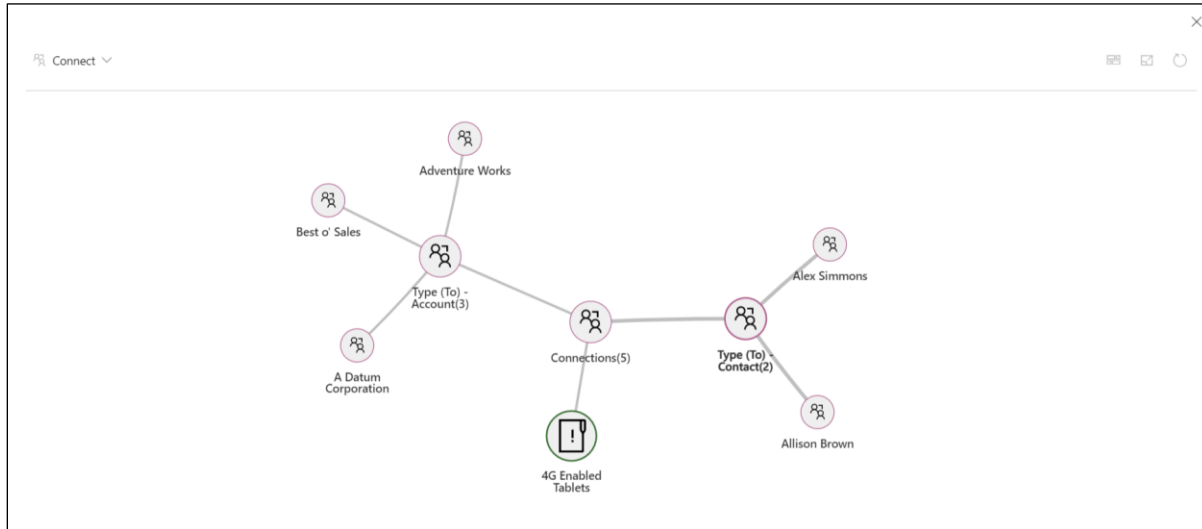 Connect
Adventure Works
Best o' Sales
Type (To) -
Account(3)
A Datum
Corporation
Connections(5)
Alex Simmons
Type (To) -
Contact(2)
Allison Brown
4G Enabled
Tablets